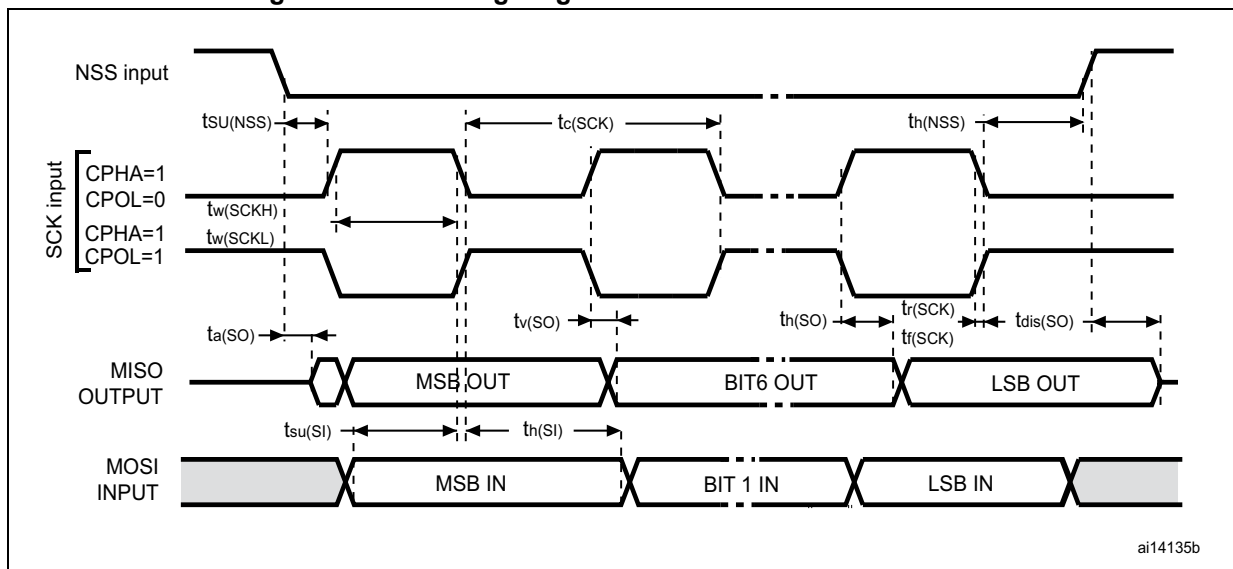 NSS input
tSU(NSS)
tc(SCK)
th(NSS)
SCK input
CPHA=1
CPOL=0
tw(SCKH)
CPHA=1
tw(SCKL)
CPOL=1
ta(SO)
tv(SO)
th(SO)
tr(SCK)
tf(SCK)
tdis(SO)
MISO
OUTPUT
MSB OUT
BIT6 OUT
LSB OUT
tsu(SI)
th(SI)
MOSI
INPUT
MSB IN
BIT 1 IN
LSB IN
ai14135b